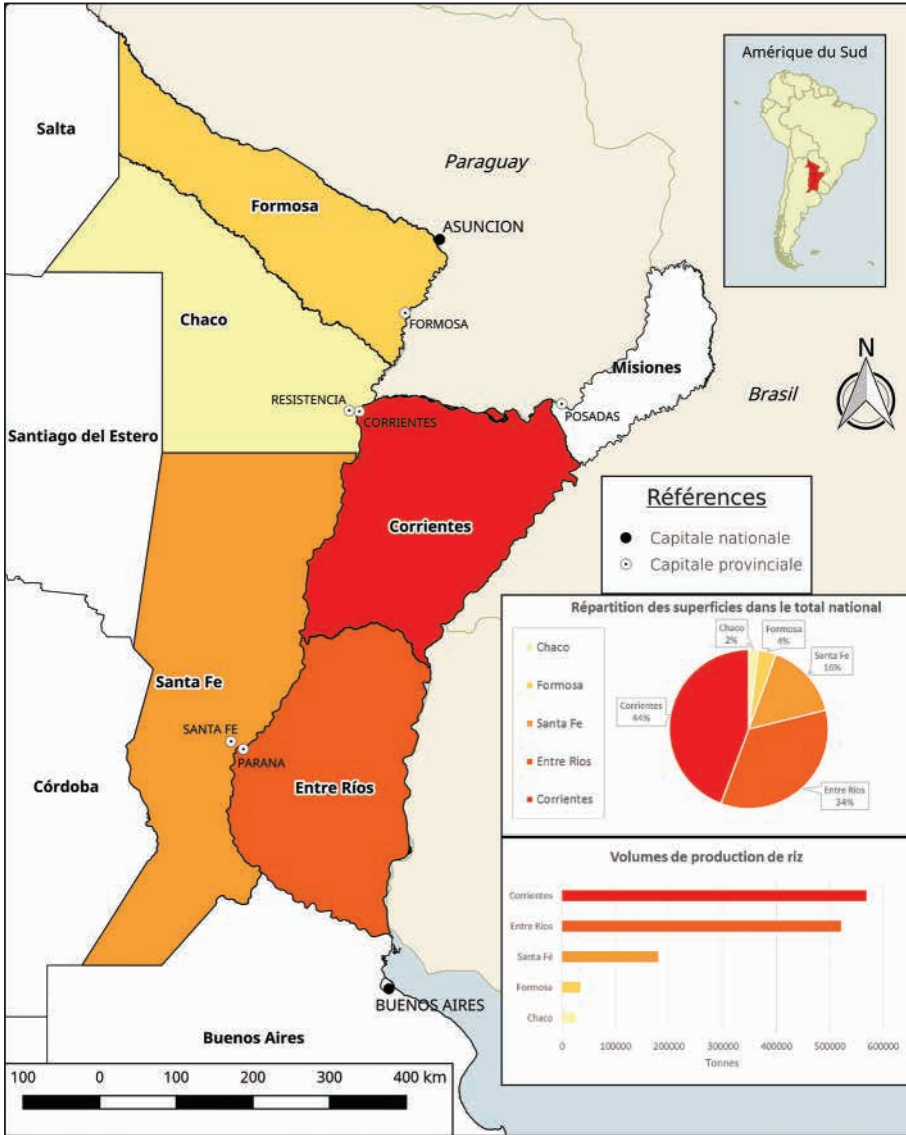 Amérique du Sud
Salta
Paraguay
Formosa
ASUNCION
Chaco
FORMOSA
Misiones
Brasil
N
RESISTENCIA
CORRIENTES
POSADAS
Santiago del Estero
Corrientes
Références
Capitale nationale
Capitale provinciale
Santa Fe
SANTA FE
PARANA
Córdoba
Entre Ríos
BUENOS AIRES
Buenos Aires
100 0 100 200 300 400 km
Répartition des superficies dans le total national
Chaco
Formosa
Santa Fe
Entre Rios
Corrientes
Chaco
2%
Formosa
4%
Santa Fe
16%
Corrientes
44%
Entre Rios
34%
Volumes de production de riz
Corrientes
Entre Ríos
Santa Fé
Formosa
Chaco
0 100000 200000 300000 400000 500000 600000
Tonnes